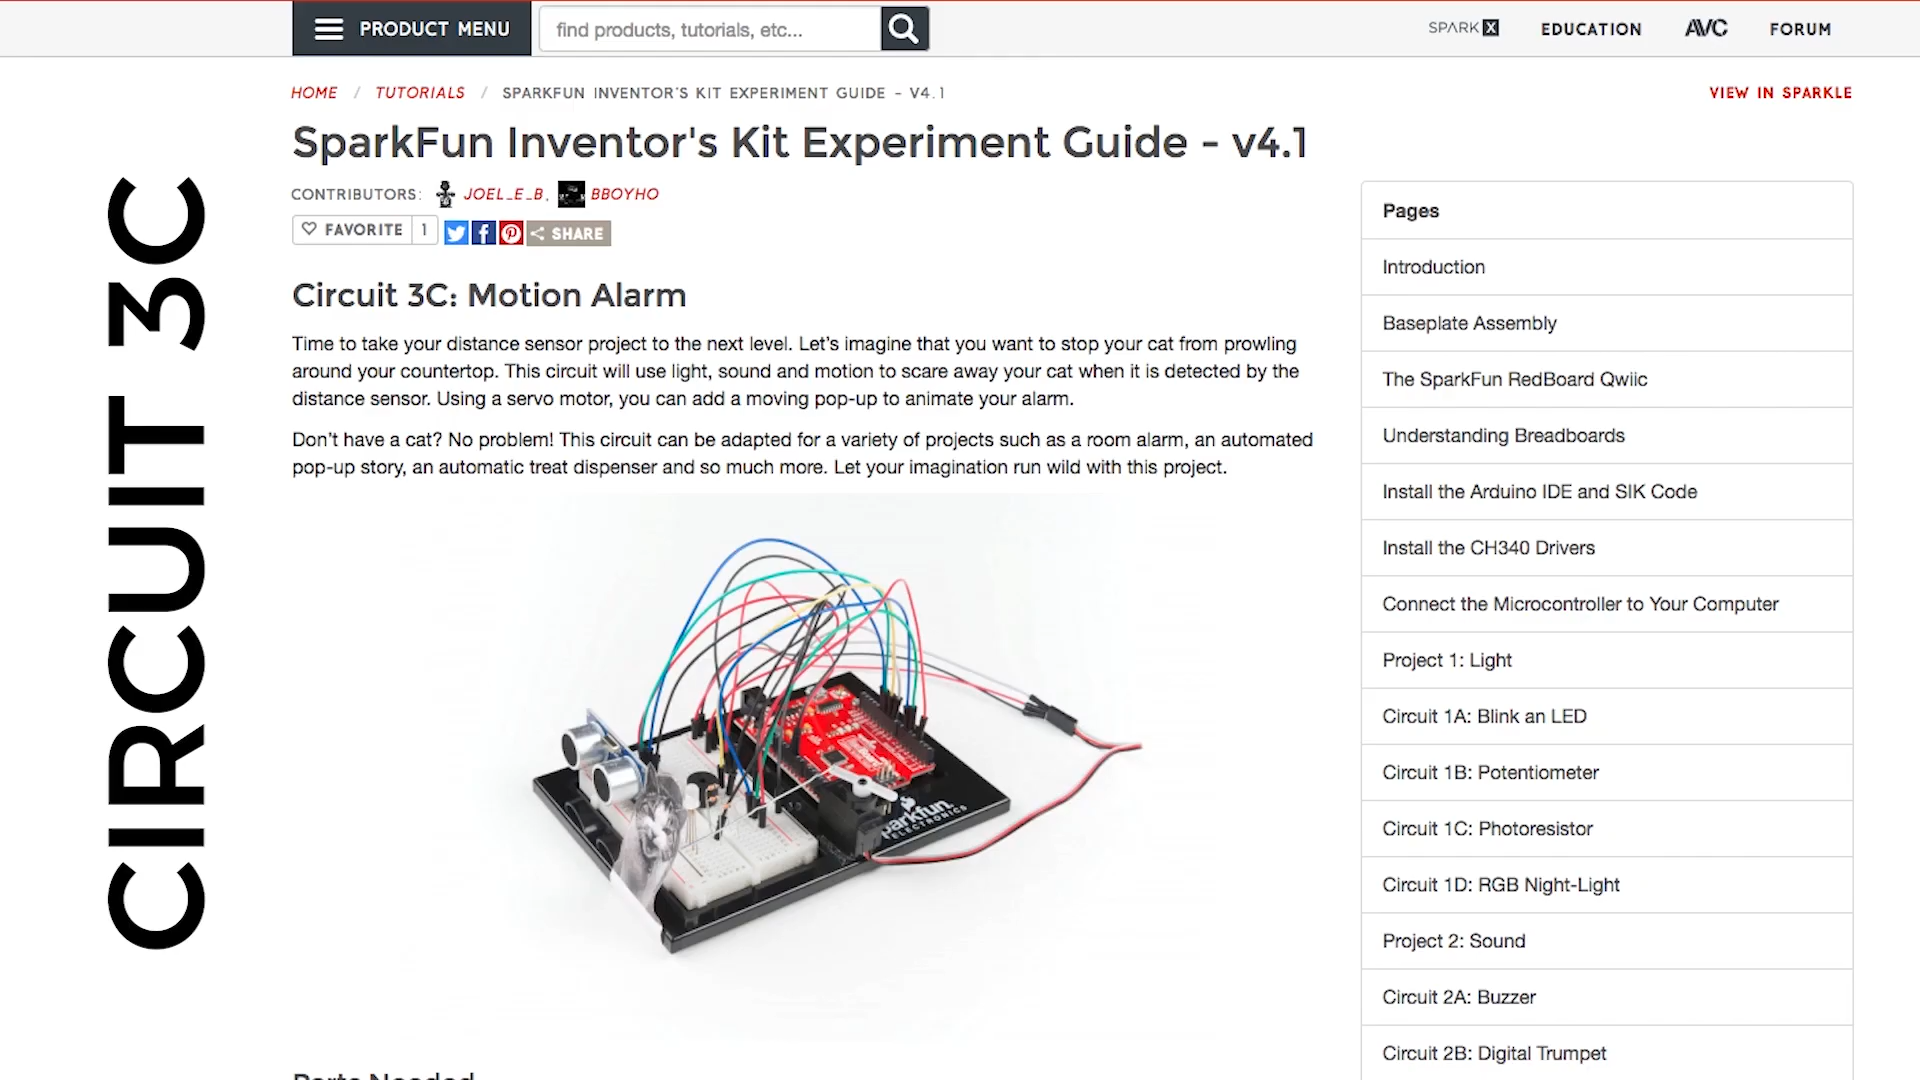 PRODUCT MENU
find products, tutorials, etc...
SPARK X
EDUCATION
AVC
FORUM
HOME / TUTORIALS / SPARKFUN INVENTOR'S KIT EXPERIMENT GUIDE - V4.1
VIEW IN SPARKLE
CIRCUIT 3C
SparkFun Inventor's Kit Experiment Guide - v4.1
CONTRIBUTORS: JOEL_E_B, BBOYHO
FAVORITE 1
SHARE
Circuit 3C: Motion Alarm
Time to take your distance sensor project to the next level. Let’s imagine that you want to stop your cat from prowling
around your countertop. This circuit will use light, sound and motion to scare away your cat when it is detected by the
distance sensor. Using a servo motor, you can add a moving pop-up to animate your alarm.
Don’t have a cat? No problem! This circuit can be adapted for a variety of projects such as a room alarm, an automated
pop-up story, an automatic treat dispenser and so much more. Let your imagination run wild with this project.
Parts Needed
Pages
Introduction
Baseplate Assembly
The SparkFun RedBoard Qwiic
Understanding Breadboards
Install the Arduino IDE and SIK Code
Install the CH340 Drivers
Connect the Microcontroller to Your Computer
Project 1: Light
Circuit 1A: Blink an LED
Circuit 1B: Potentiometer
Circuit 1C: Photoresistor
Circuit 1D: RGB Night-Light
Project 2: Sound
Circuit 2A: Buzzer
Circuit 2B: Digital Trumpet